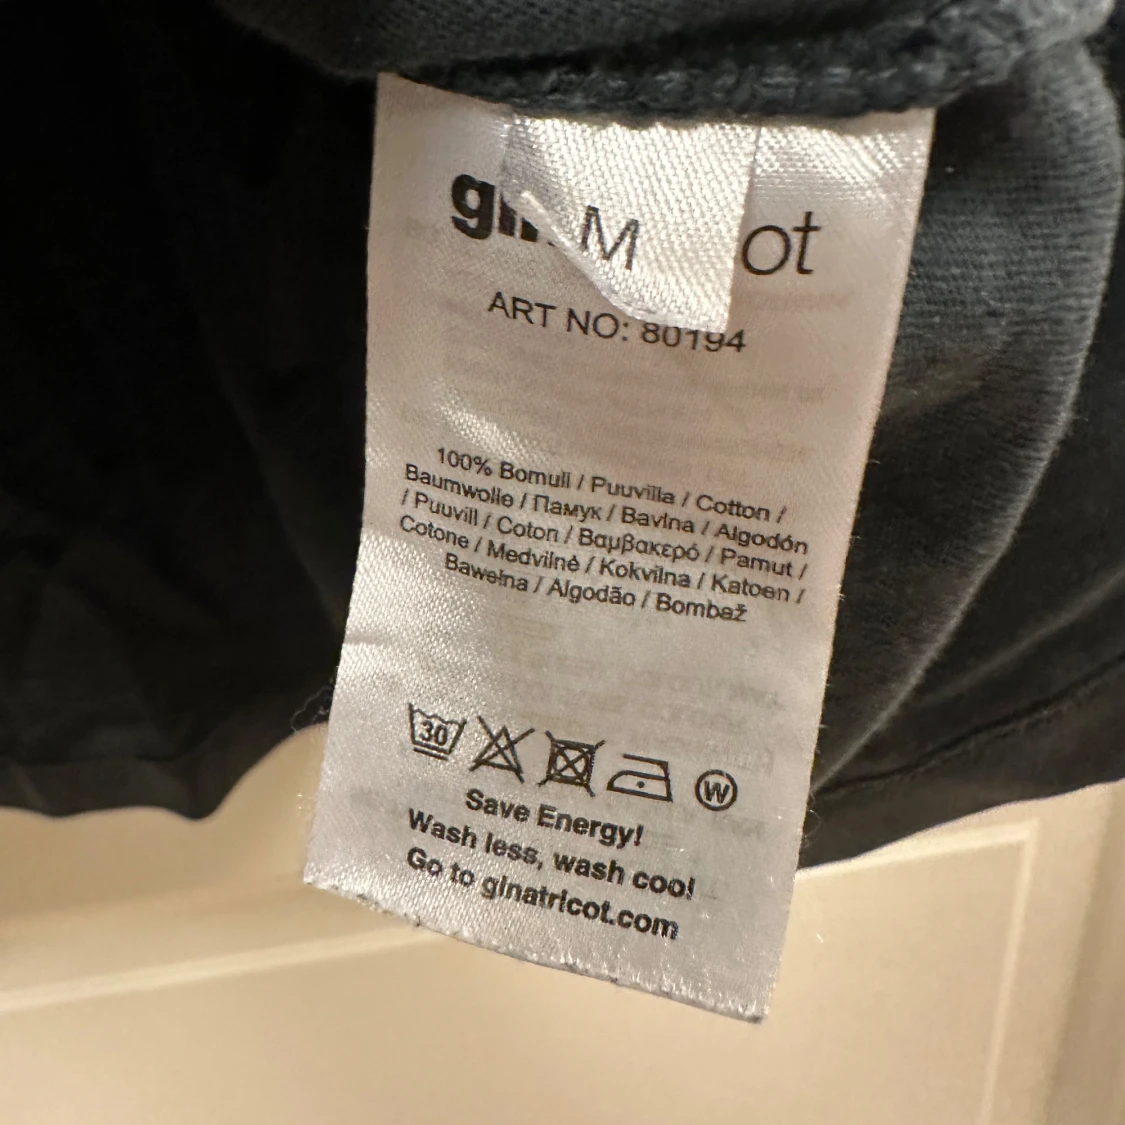 M
ot
ART NO: 80194
100% Bomull / Puuvilla / Cotton /
Baumwolle / Памук / Bavlna / Algodón
/ Puuvill / Coton / Βαμβακερό / Pamut /
Cotone / Medvilnė / Kokvilna / Katoen /
Bawełna / Algodão / Bombaž
30
W
Save Energy!
Wash less, wash cool
Go to ginatricot.com